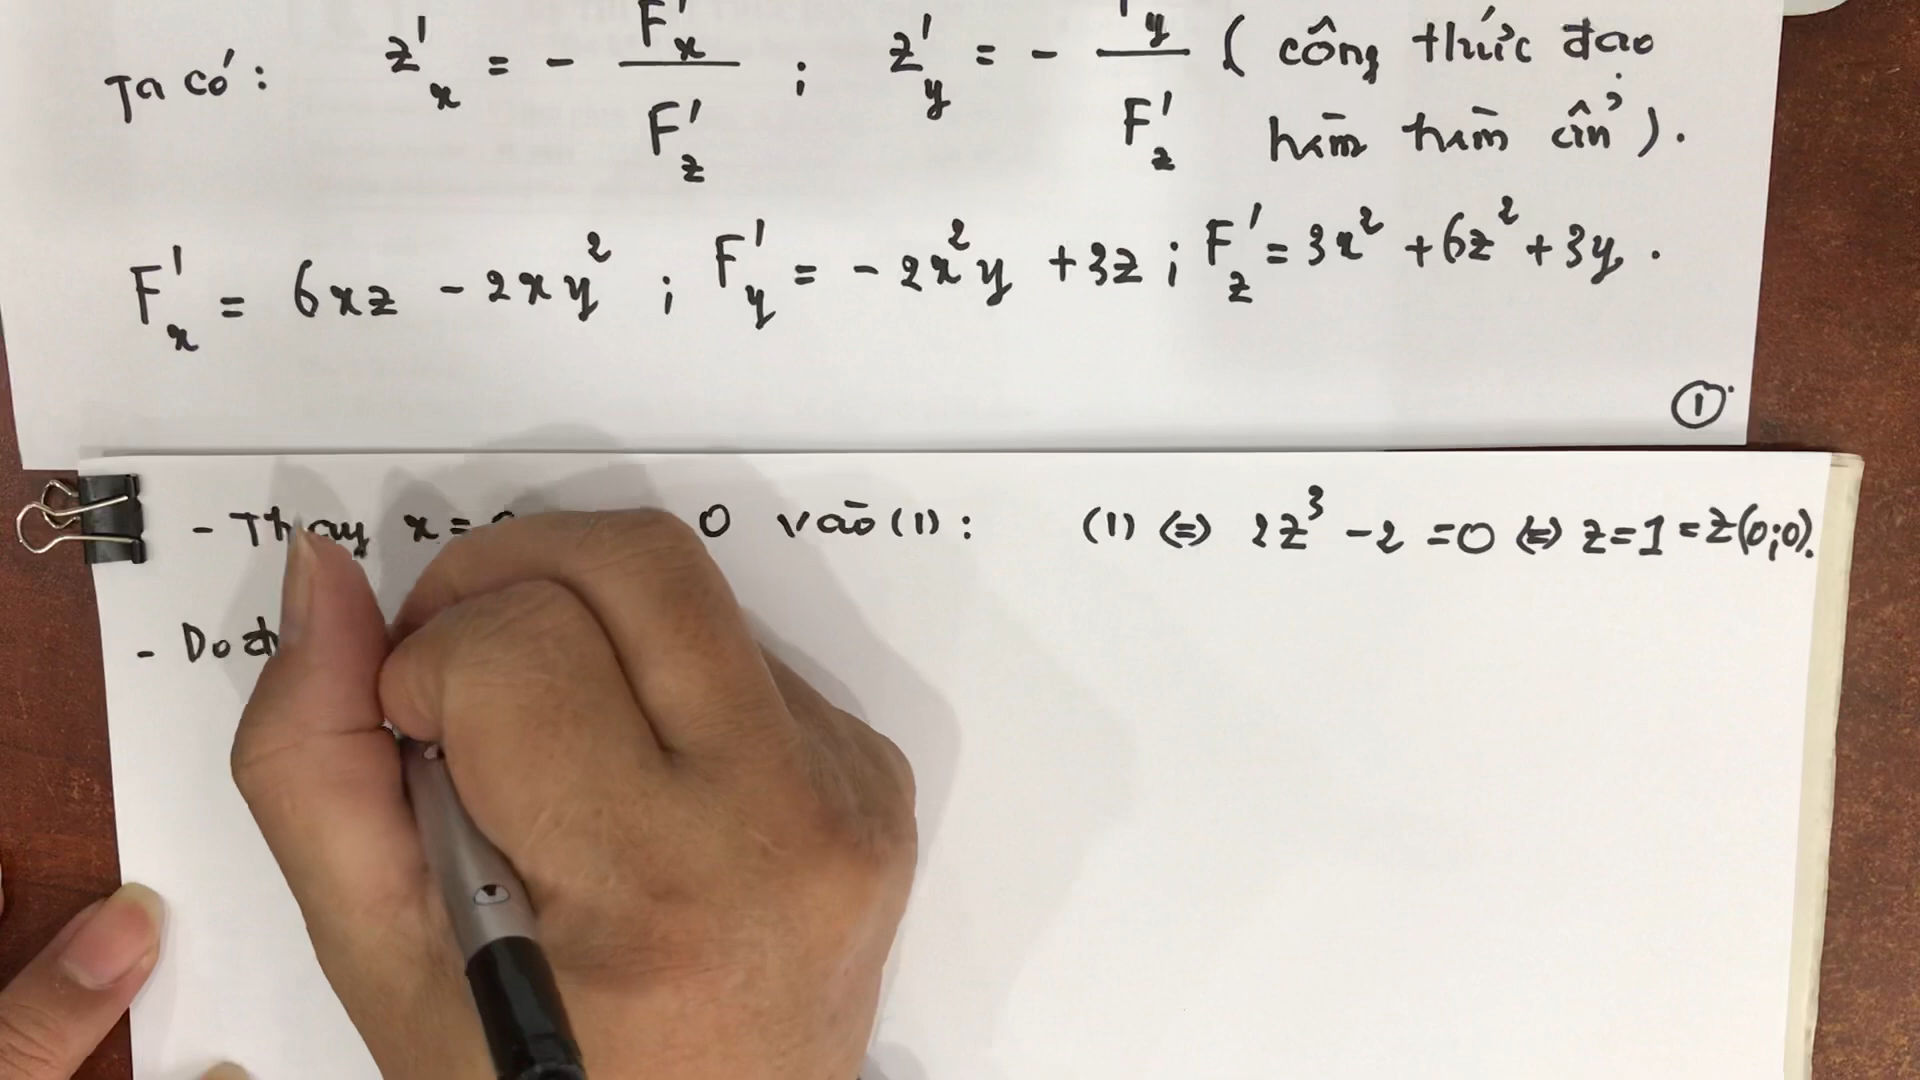 Ta có: z'x = - F'x / F'z ; z'y = - 'y / F'z ( công thức đạo
hàm hàm ẩn ).
F'x = 6xz - 2xy² ; F'y = - 2x²y + 3z ; F'z = 3x² + 6z² + 3y .
①
- Thay x = 0 vào (1) : (1) ⇔ 2z³ - 2 = 0 ⇔ z = 1 = z(0;0).
- Do